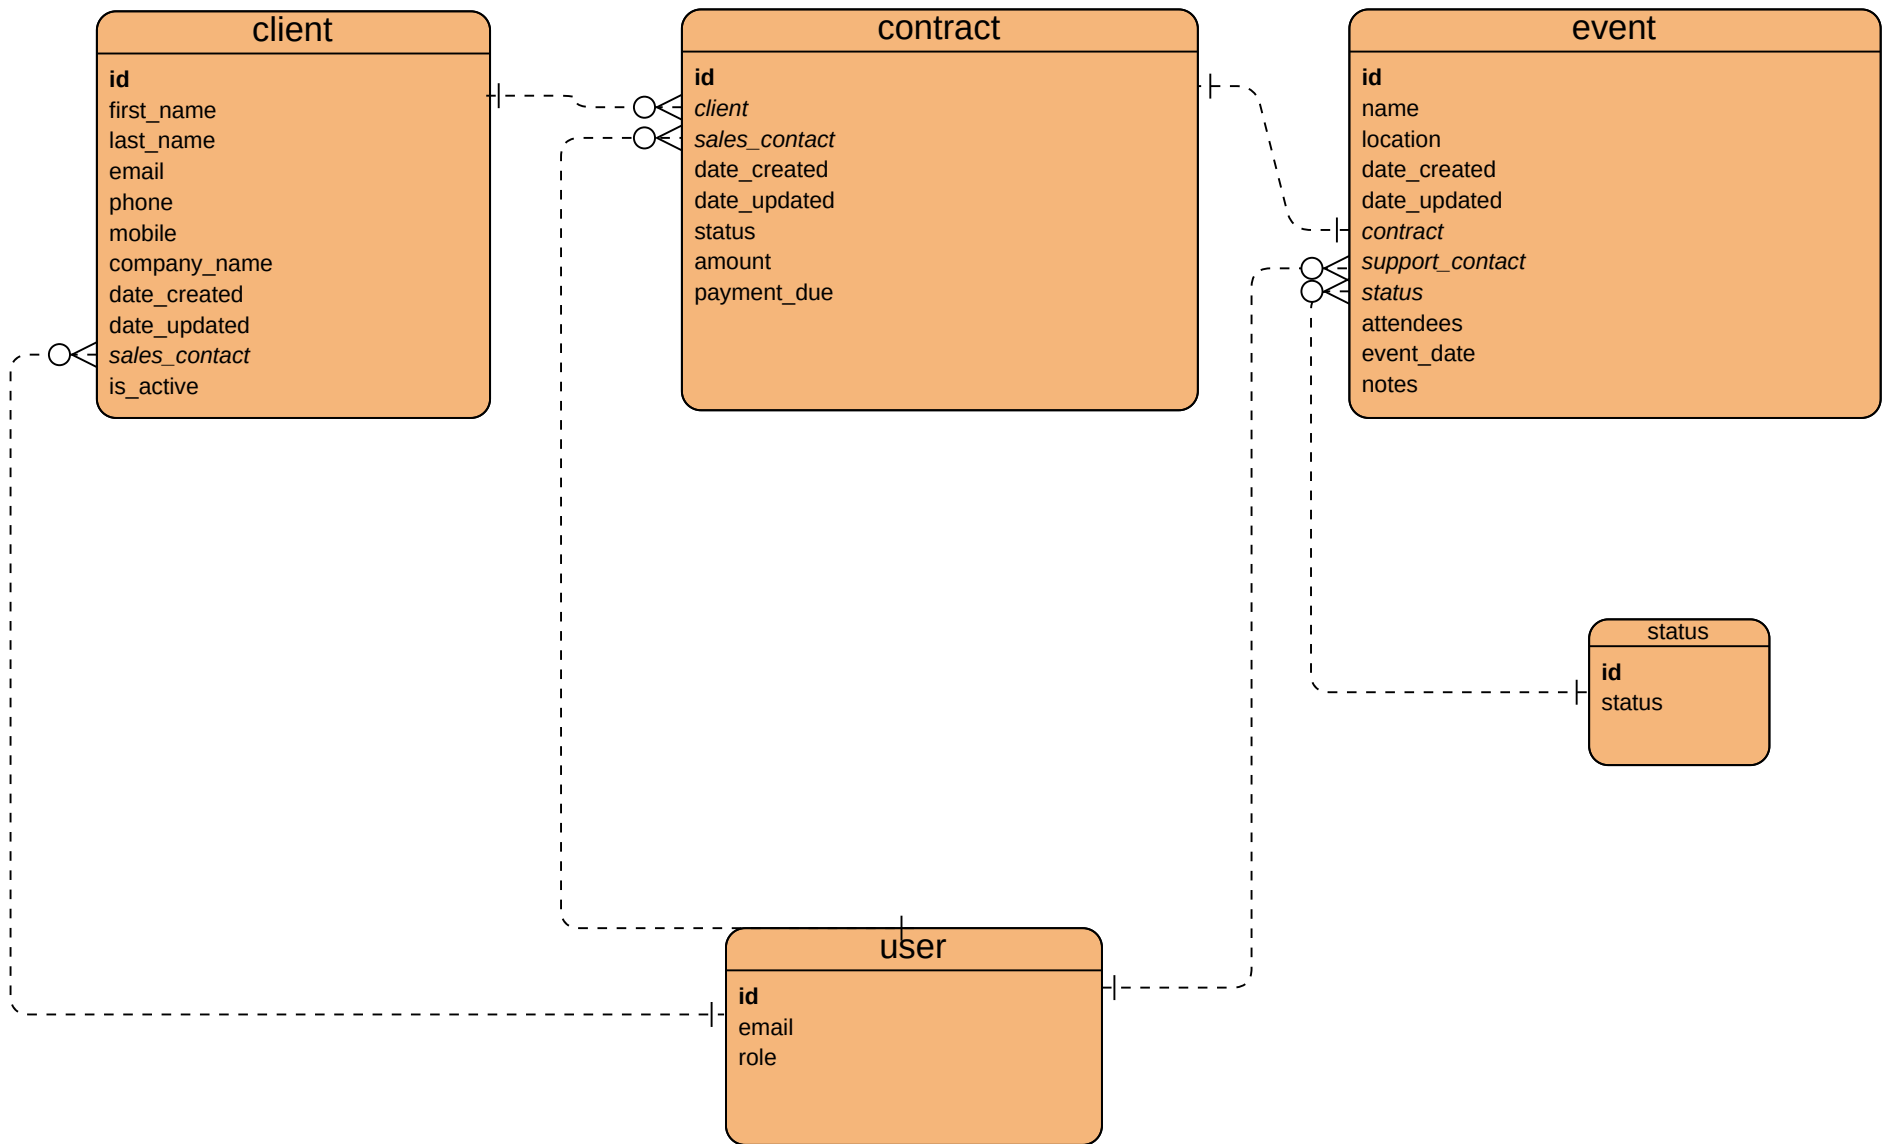 client
id
first_name
last_name
email
phone
mobile
company_name
date_created
date_updated
sales_contact
is_active
contract
id
client
sales_contact
date_created
date_updated
status
amount
payment_due
event
id
name
location
date_created
date_updated
contract
support_contact
status
attendees
event_date
notes
status
id
status
user
id
email
role